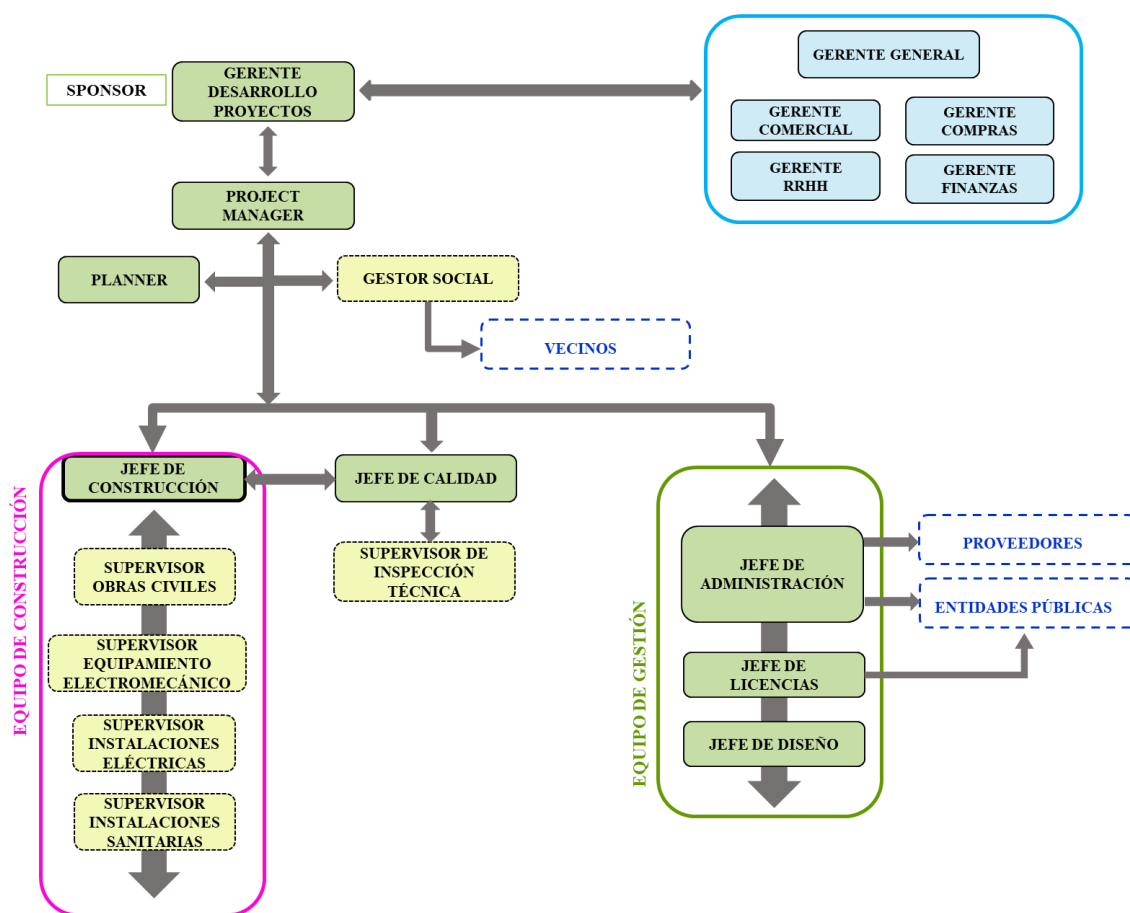 SPONSOR
GERENTE
DESARROLLO
PROYECTOS
GERENTE GENERAL
GERENTE
COMERCIAL
GERENTE
COMPRAS
GERENTE
RRHH
GERENTE
FINANZAS
PROJECT
MANAGER
PLANNER
GESTOR SOCIAL
VECINOS
EQUIPO DE CONSTRUCCIÓN
JEFE DE
CONSTRUCCIÓN
JEFE DE CALIDAD
SUPERVISOR
OBRAS CIVILES
SUPERVISOR DE
INSPECCIÓN
TÉCNICA
SUPERVISOR
EQUIPAMIENTO
ELECTROMECÁNICO
SUPERVISOR
INSTALACIONES
ELÉCTRICAS
SUPERVISOR
INSTALACIONES
SANITARIAS
EQUIPO DE GESTIÓN
JEFE DE
ADMINISTRACIÓN
JEFE DE
LICENCIAS
JEFE DE DISEÑO
PROVEEDORES
ENTIDADES PÚBLICAS